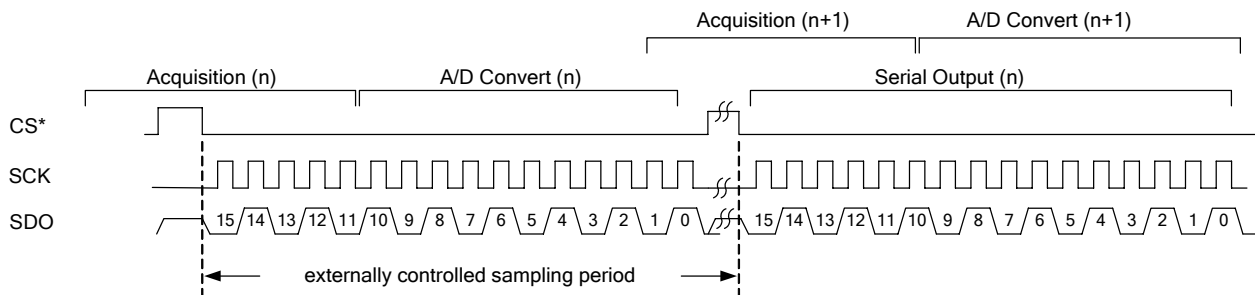 Acquisition (n+1) A/D Convert (n+1)
Acquisition (n) A/D Convert (n) Serial Output (n)
CS*
SCK
SDO 15 14 13 12 11 10 9 8 7 6 5 4 3 2 1 0 15 14 13 12 11 10 9 8 7 6 5 4 3 2 1 0
externally controlled sampling period